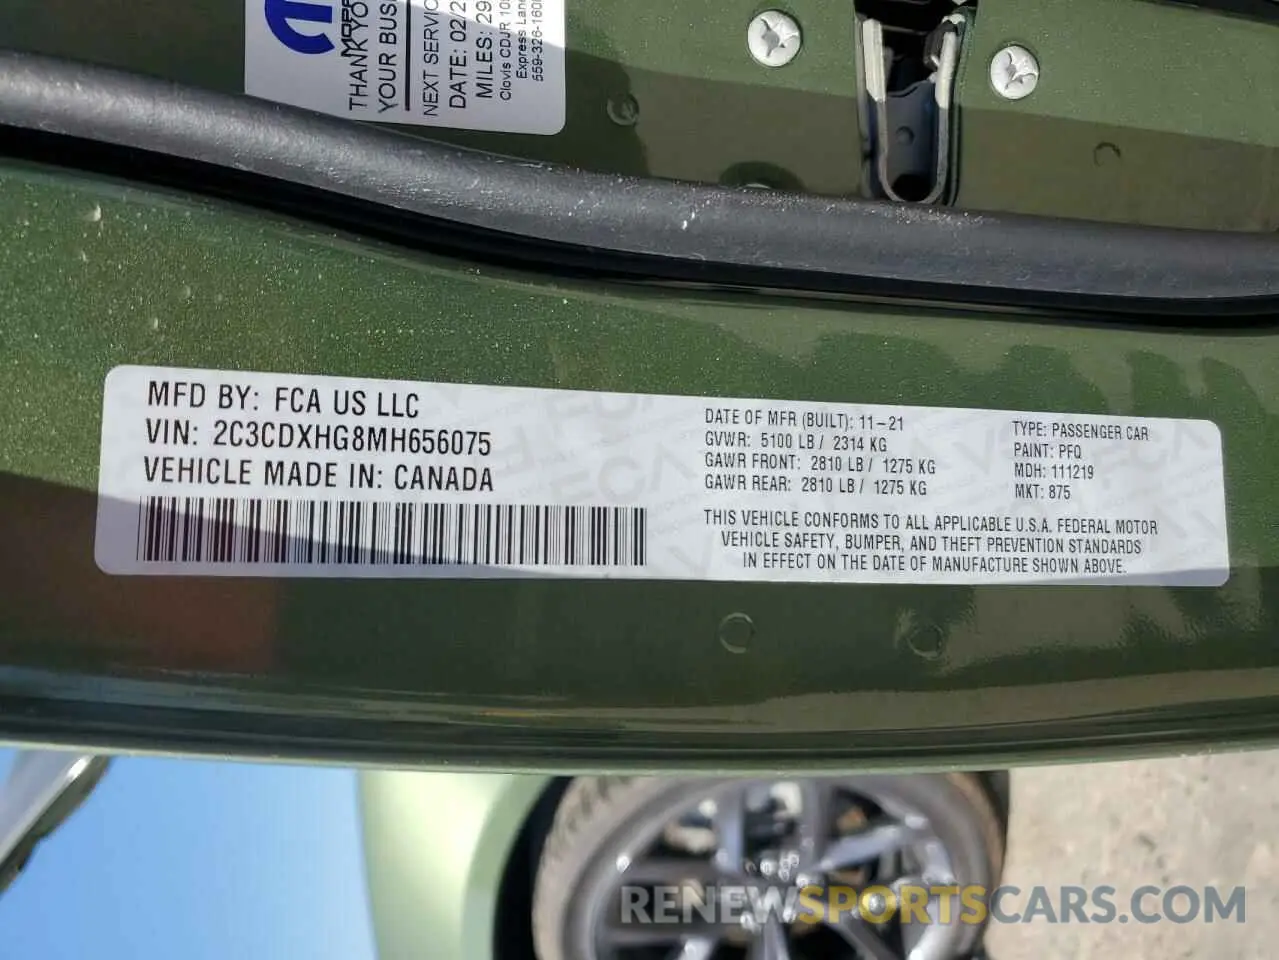 THANK YO
YOUR BUS
NEXT SERVIC
DATE: 02/2
MILES: 29
Clovis CDJR
Express Lane
MFD BY: FCA US LLC
VIN: 2C3CDXHG8MH656075
VEHICLE MADE IN: CANADA
DATE OF MFR (BUILT): 11-21
GVWR: 5100 LB / 2314 KG
GAWR FRONT: 2810 LB / 1275 KG
GAWR REAR: 2810 LB / 1275 KG
TYPE: PASSENGER CAR
PAINT: PFQ
MDH: 111219
MKT: 875
THIS VEHICLE CONFORMS TO ALL APPLICABLE U.S.A. FEDERAL MOTOR
VEHICLE SAFETY, BUMPER, AND THEFT PREVENTION STANDARDS
IN EFFECT ON THE DATE OF MANUFACTURE SHOWN ABOVE.
RENEWSPORTSCARS.COM